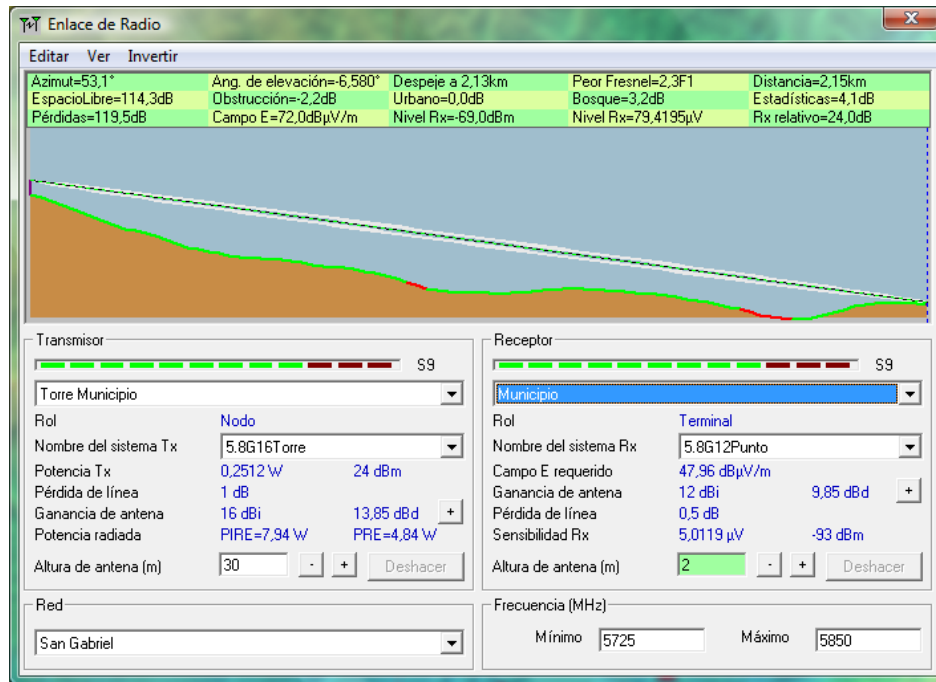 Enlace de Radio
X
Editar Ver Invertir
Azimut=53,1° Ang. de elevación=-6,580° Despeje a 2,13km Peor Fresnel=2,3F1 Distancia=2,15km
EspacioLibre=114,3dB Obstrucción=-2,2dB Urbano=0,0dB Bosque=3,2dB Estadísticas=4,1dB
Pérdidas=119,5dB Campo E=72,0dBµV/m Nivel Rx=-69,0dBm Nivel Rx=79,4195µV Rx relativo=24,0dB
Transmisor
S9
Torre Municipio
Rol Nodo
Nombre del sistema Tx 5.8G16Torre
Potencia Tx 0,2512 W 24 dBm
Pérdida de línea 1 dB
Ganancia de antena 16 dBi 13,85 dBd +
Potencia radiada PIRE=7,94 W PRE=4,84 W
Altura de antena (m) 30 - + Deshacer
Receptor
S9
Municipio
Rol Terminal
Nombre del sistema Rx 5.8G12Punto
Campo E requerido 47,96 dBµV/m
Ganancia de antena 12 dBi 9,85 dBd +
Pérdida de línea 0,5 dB
Sensibilidad Rx 5,0119 µV -93 dBm
Altura de antena (m) 2 - + Deshacer
Red
San Gabriel
Frecuencia (MHz)
Mínimo 5725 Máximo 5850